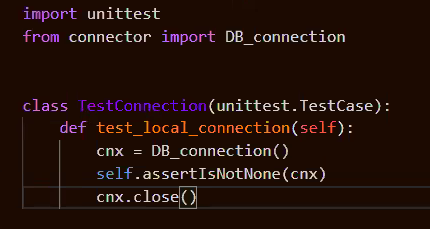 import unittest
from connector import DB_connection
class TestConnection(unittest.TestCase):
def test_local_connection(self):
cnx = DB_connection()
self.assertIsNotNone(cnx)
cnx.close()